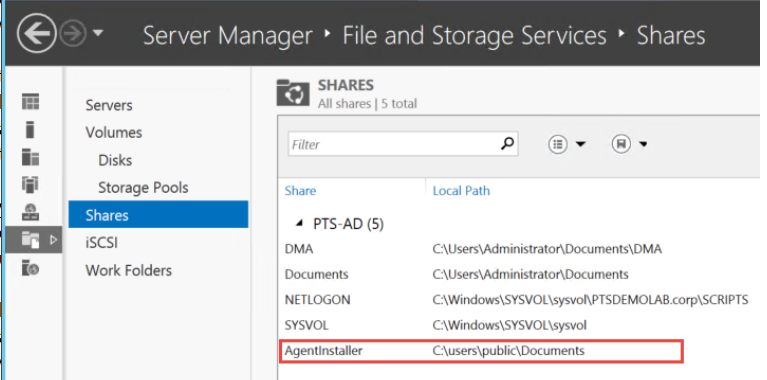 Server Manager ‣ File and Storage Services ‣ Shares
Servers
Volumes
Disks
Storage Pools
Shares
iSCSI
Work Folders
SHARES
All shares | 5 total
Filter
Share Local Path
PTS-AD (5)
DMA C:\Users\Administrator\Documents\DMA
Documents C:\Users\Administrator\Documents
NETLOGON C:\Windows\SYSVOL\sysvol\PTSDEMOLAB.corp\SCRIPTS
SYSVOL C:\Windows\SYSVOL\sysvol
AgentInstaller C:\users\public\Documents